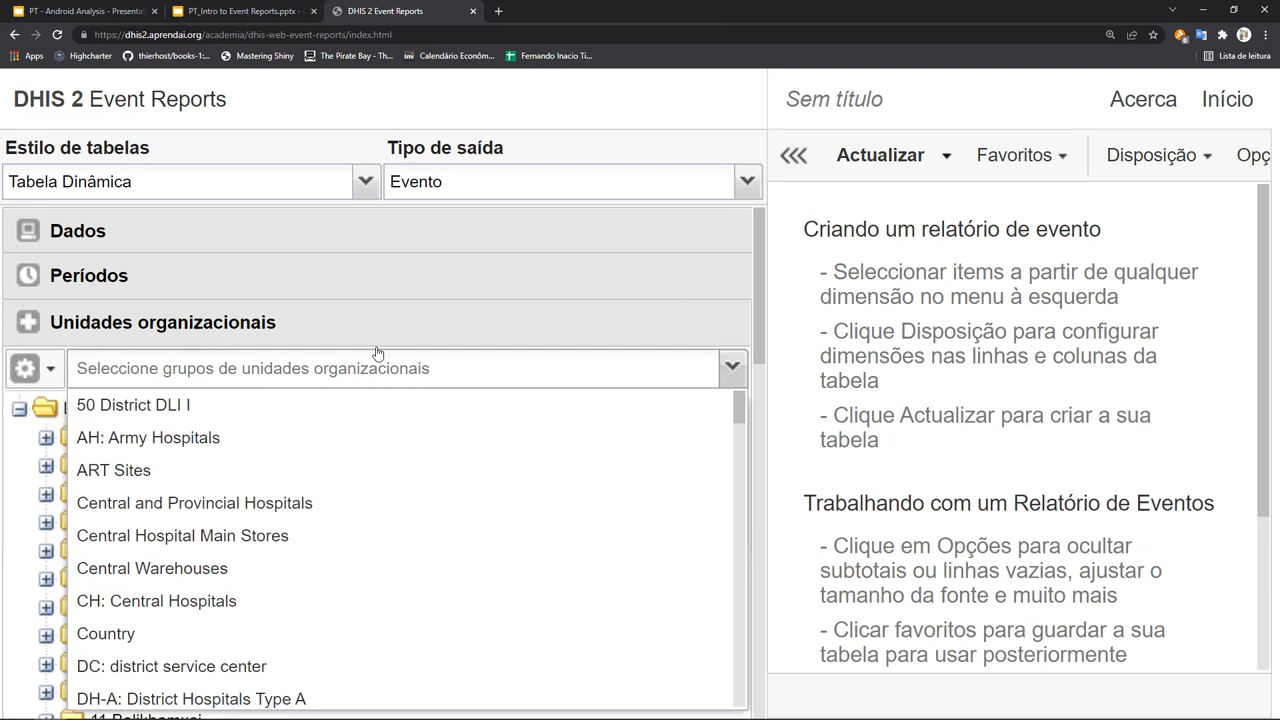 PT - Android Analysis - Presenta
PT_Intro to Event Reports.pptx -
DHIS 2 Event Reports
https://dhis2.aprendai.org/academia/dhis-web-event-reports/index.html
Apps
Highcharter
thierhost/books-1:...
Mastering Shiny
The Pirate Bay - Th...
Calendário Econôm...
Fernando Inacio Ti...
Lista de leitura
DHIS 2 Event Reports
Sem título
Acerca
Início
Estilo de tabelas
Tipo de saída
Tabela Dinâmica
Evento
Actualizar
Favoritos
Disposição
Opç
Dados
Períodos
Unidades organizacionais
Seleccione grupos de unidades organizacionais
50 District DLI I
AH: Army Hospitals
ART Sites
Central and Provincial Hospitals
Central Hospital Main Stores
Central Warehouses
CH: Central Hospitals
Country
DC: district service center
DH-A: District Hospitals Type A
Criando um relatório de evento
- Seleccionar items a partir de qualquer
dimensão no menu à esquerda
- Clique Disposição para configurar
dimensões nas linhas e colunas da
tabela
- Clique Actualizar para criar a sua
tabela
Trabalhando com um Relatório de Eventos
- Clique em Opções para ocultar
subtotais ou linhas vazias, ajustar o
tamanho da fonte e muito mais
- Clicar favoritos para guardar a sua
tabela para usar posteriormente